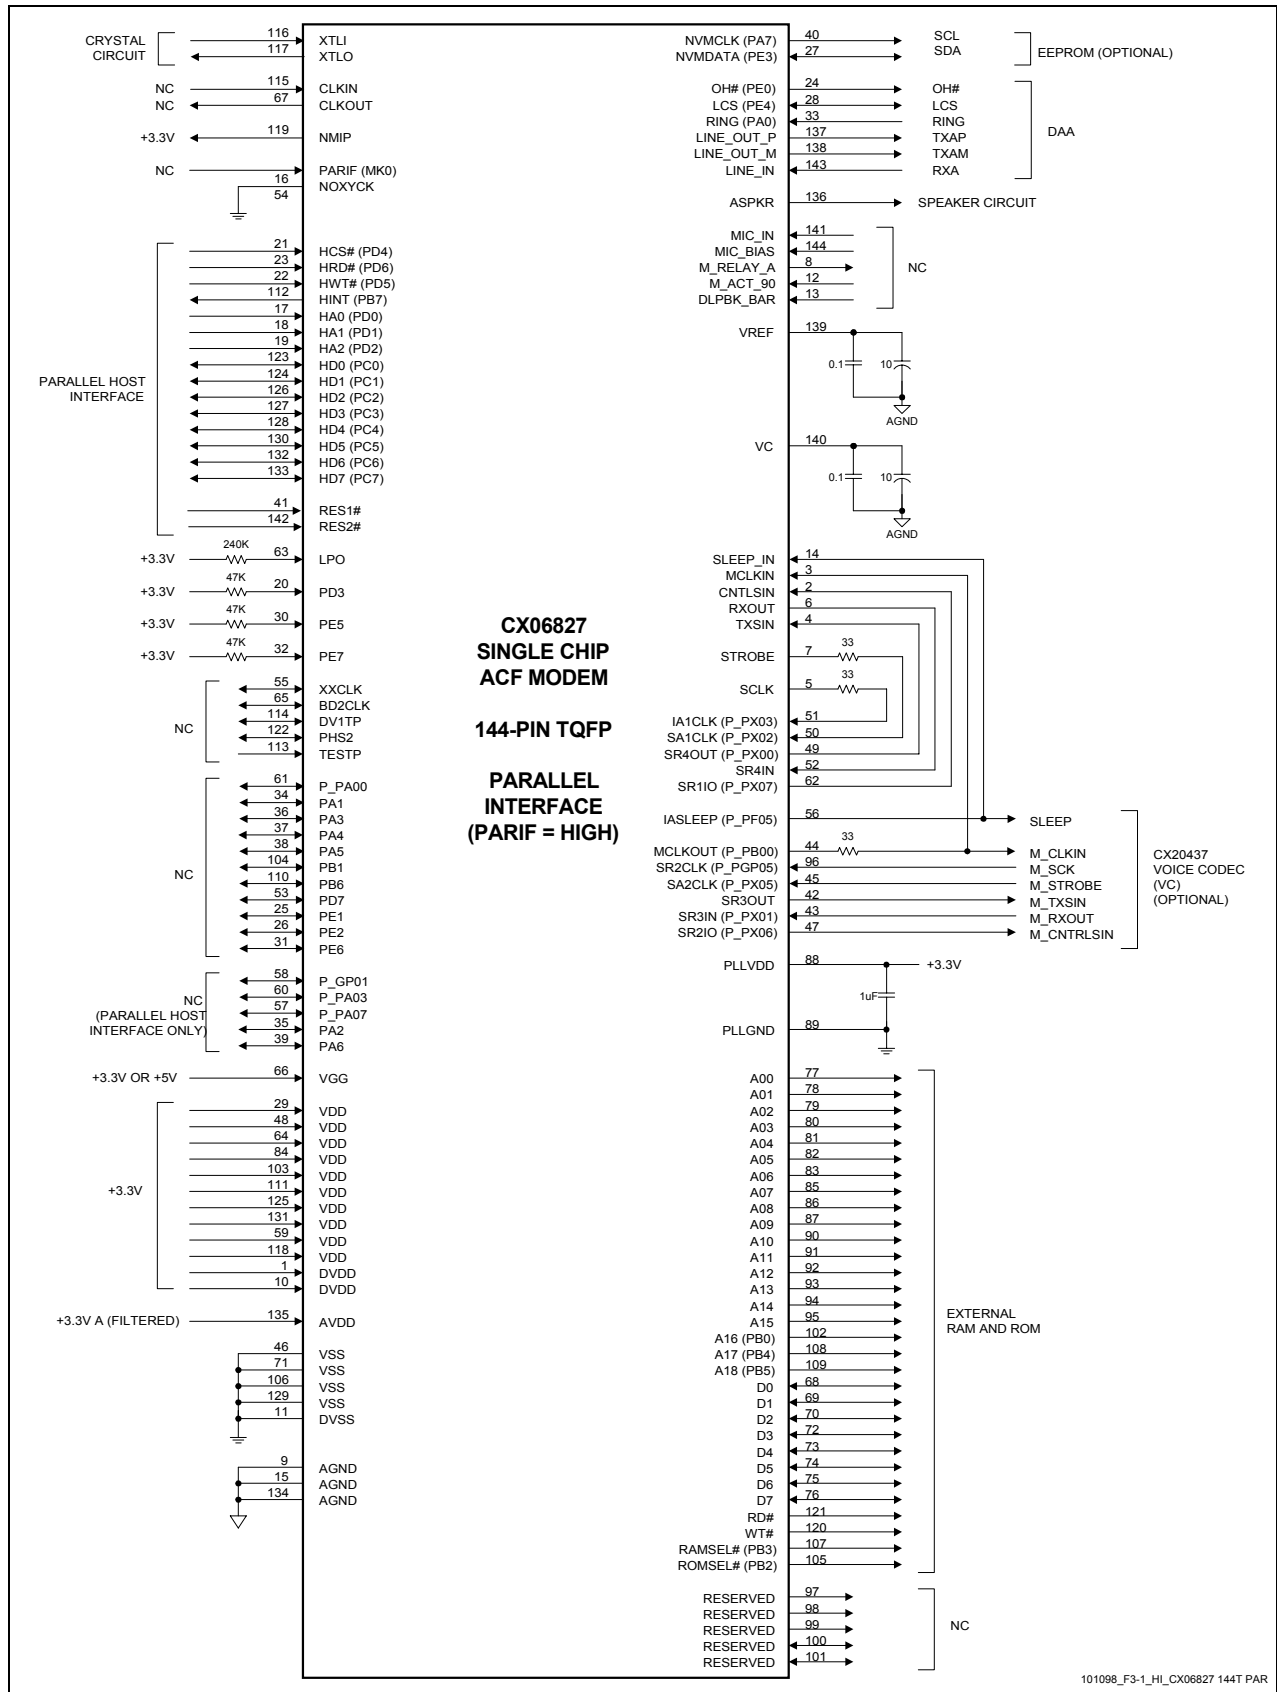 CRYSTAL
CIRCUIT
116 XTLI
117 XTLO
NC 115 CLKIN
NC 67 CLKOUT
+3.3V 119 NMIP
NC PARIF (MK0)
16 NOXYCK
54
PARALLEL HOST
INTERFACE
21 HCS# (PD4)
23 HRD# (PD6)
22 HWT# (PD5)
112 HINT (PB7)
17 HA0 (PD0)
18 HA1 (PD1)
19 HA2 (PD2)
123 HD0 (PC0)
124 HD1 (PC1)
126 HD2 (PC2)
127 HD3 (PC3)
128 HD4 (PC4)
130 HD5 (PC5)
132 HD6 (PC6)
133 HD7 (PC7)
41 RES1#
142 RES2#
+3.3V 240K 63 LPO
+3.3V 47K 20 PD3
+3.3V 47K 30 PE5
+3.3V 47K 32 PE7
NC
55 XXCLK
65 BD2CLK
114 DV1TP
122 PHS2
113 TESTP
NC
61 P_PA00
34 PA1
36 PA3
37 PA4
38 PA5
104 PB1
110 PB6
53 PD7
25 PE1
26 PE2
31 PE6
NC
(PARALLEL HOST
INTERFACE ONLY)
58 P_GP01
60 P_PA03
57 P_PA07
35 PA2
39 PA6
+3.3V OR +5V 66 VGG
+3.3V
29 VDD
48 VDD
64 VDD
84 VDD
103 VDD
111 VDD
125 VDD
131 VDD
59 VDD
118 VDD
1 DVDD
10 DVDD
+3.3V A (FILTERED) 135 AVDD
46 VSS
71 VSS
106 VSS
129 VSS
11 DVSS
9 AGND
15 AGND
134 AGND
CX06827
SINGLE CHIP
ACF MODEM
144-PIN TQFP
PARALLEL
INTERFACE
(PARIF = HIGH)
NVMCLK (PA7) 40 SCL
NVMDATA (PE3) 27 SDA
EEPROM (OPTIONAL)
OH# (PE0) 24 OH#
LCS (PE4) 28 LCS
RING (PA0) 33 RING
LINE_OUT_P 137 TXAP
LINE_OUT_M 138 TXAM
LINE_IN 143 RXA
DAA
ASPKR 136 SPEAKER CIRCUIT
MIC_IN 141
MIC_BIAS 144
M_RELAY_A 8
M_ACT_90 12
DLPBK_BAR 13
NC
VREF 139
0.1 10
AGND
VC 140
0.1 10
AGND
SLEEP_IN 14
MCLKIN 3
CNTLSIN 2
RXOUT 6
TXSIN 4
STROBE 7 33
SCLK 5 33
IA1CLK (P_PX03) 51
SA1CLK (P_PX02) 50
SR4OUT (P_PX00) 49
SR4IN 52
SR1IO (P_PX07) 62
IASLEEP (P_PF05) 56 SLEEP
MCLKOUT (P_PB00) 44 33 M_CLKIN
SR2CLK (P_PGP05) 96 M_SCK
SA2CLK (P_PX05) 45 M_STROBE
SR3OUT 42 M_TXSIN
SR3IN (P_PX01) 43 M_RXOUT
SR2IO (P_PX06) 47 M_CNTRLSIN
CX20437
VOICE CODEC
(VC)
(OPTIONAL)
PLLVDD 88 +3.3V
1uF
PLLGND 89
A00 77
A01 78
A02 79
A03 80
A04 81
A05 82
A06 83
A07 85
A08 86
A09 87
A10 90
A11 91
A12 92
A13 93
A14 94
A15 95
A16 (PB0) 102
A17 (PB4) 108
A18 (PB5) 109
D0 68
D1 69
D2 70
D3 72
D4 73
D5 74
D6 75
D7 76
RD# 121
WT# 120
RAMSEL# (PB3) 107
ROMSEL# (PB2) 105
EXTERNAL
RAM AND ROM
RESERVED 97
RESERVED 98
RESERVED 99
RESERVED 100
RESERVED 101
NC
101098_F3-1_HI_CX06827 144T PAR